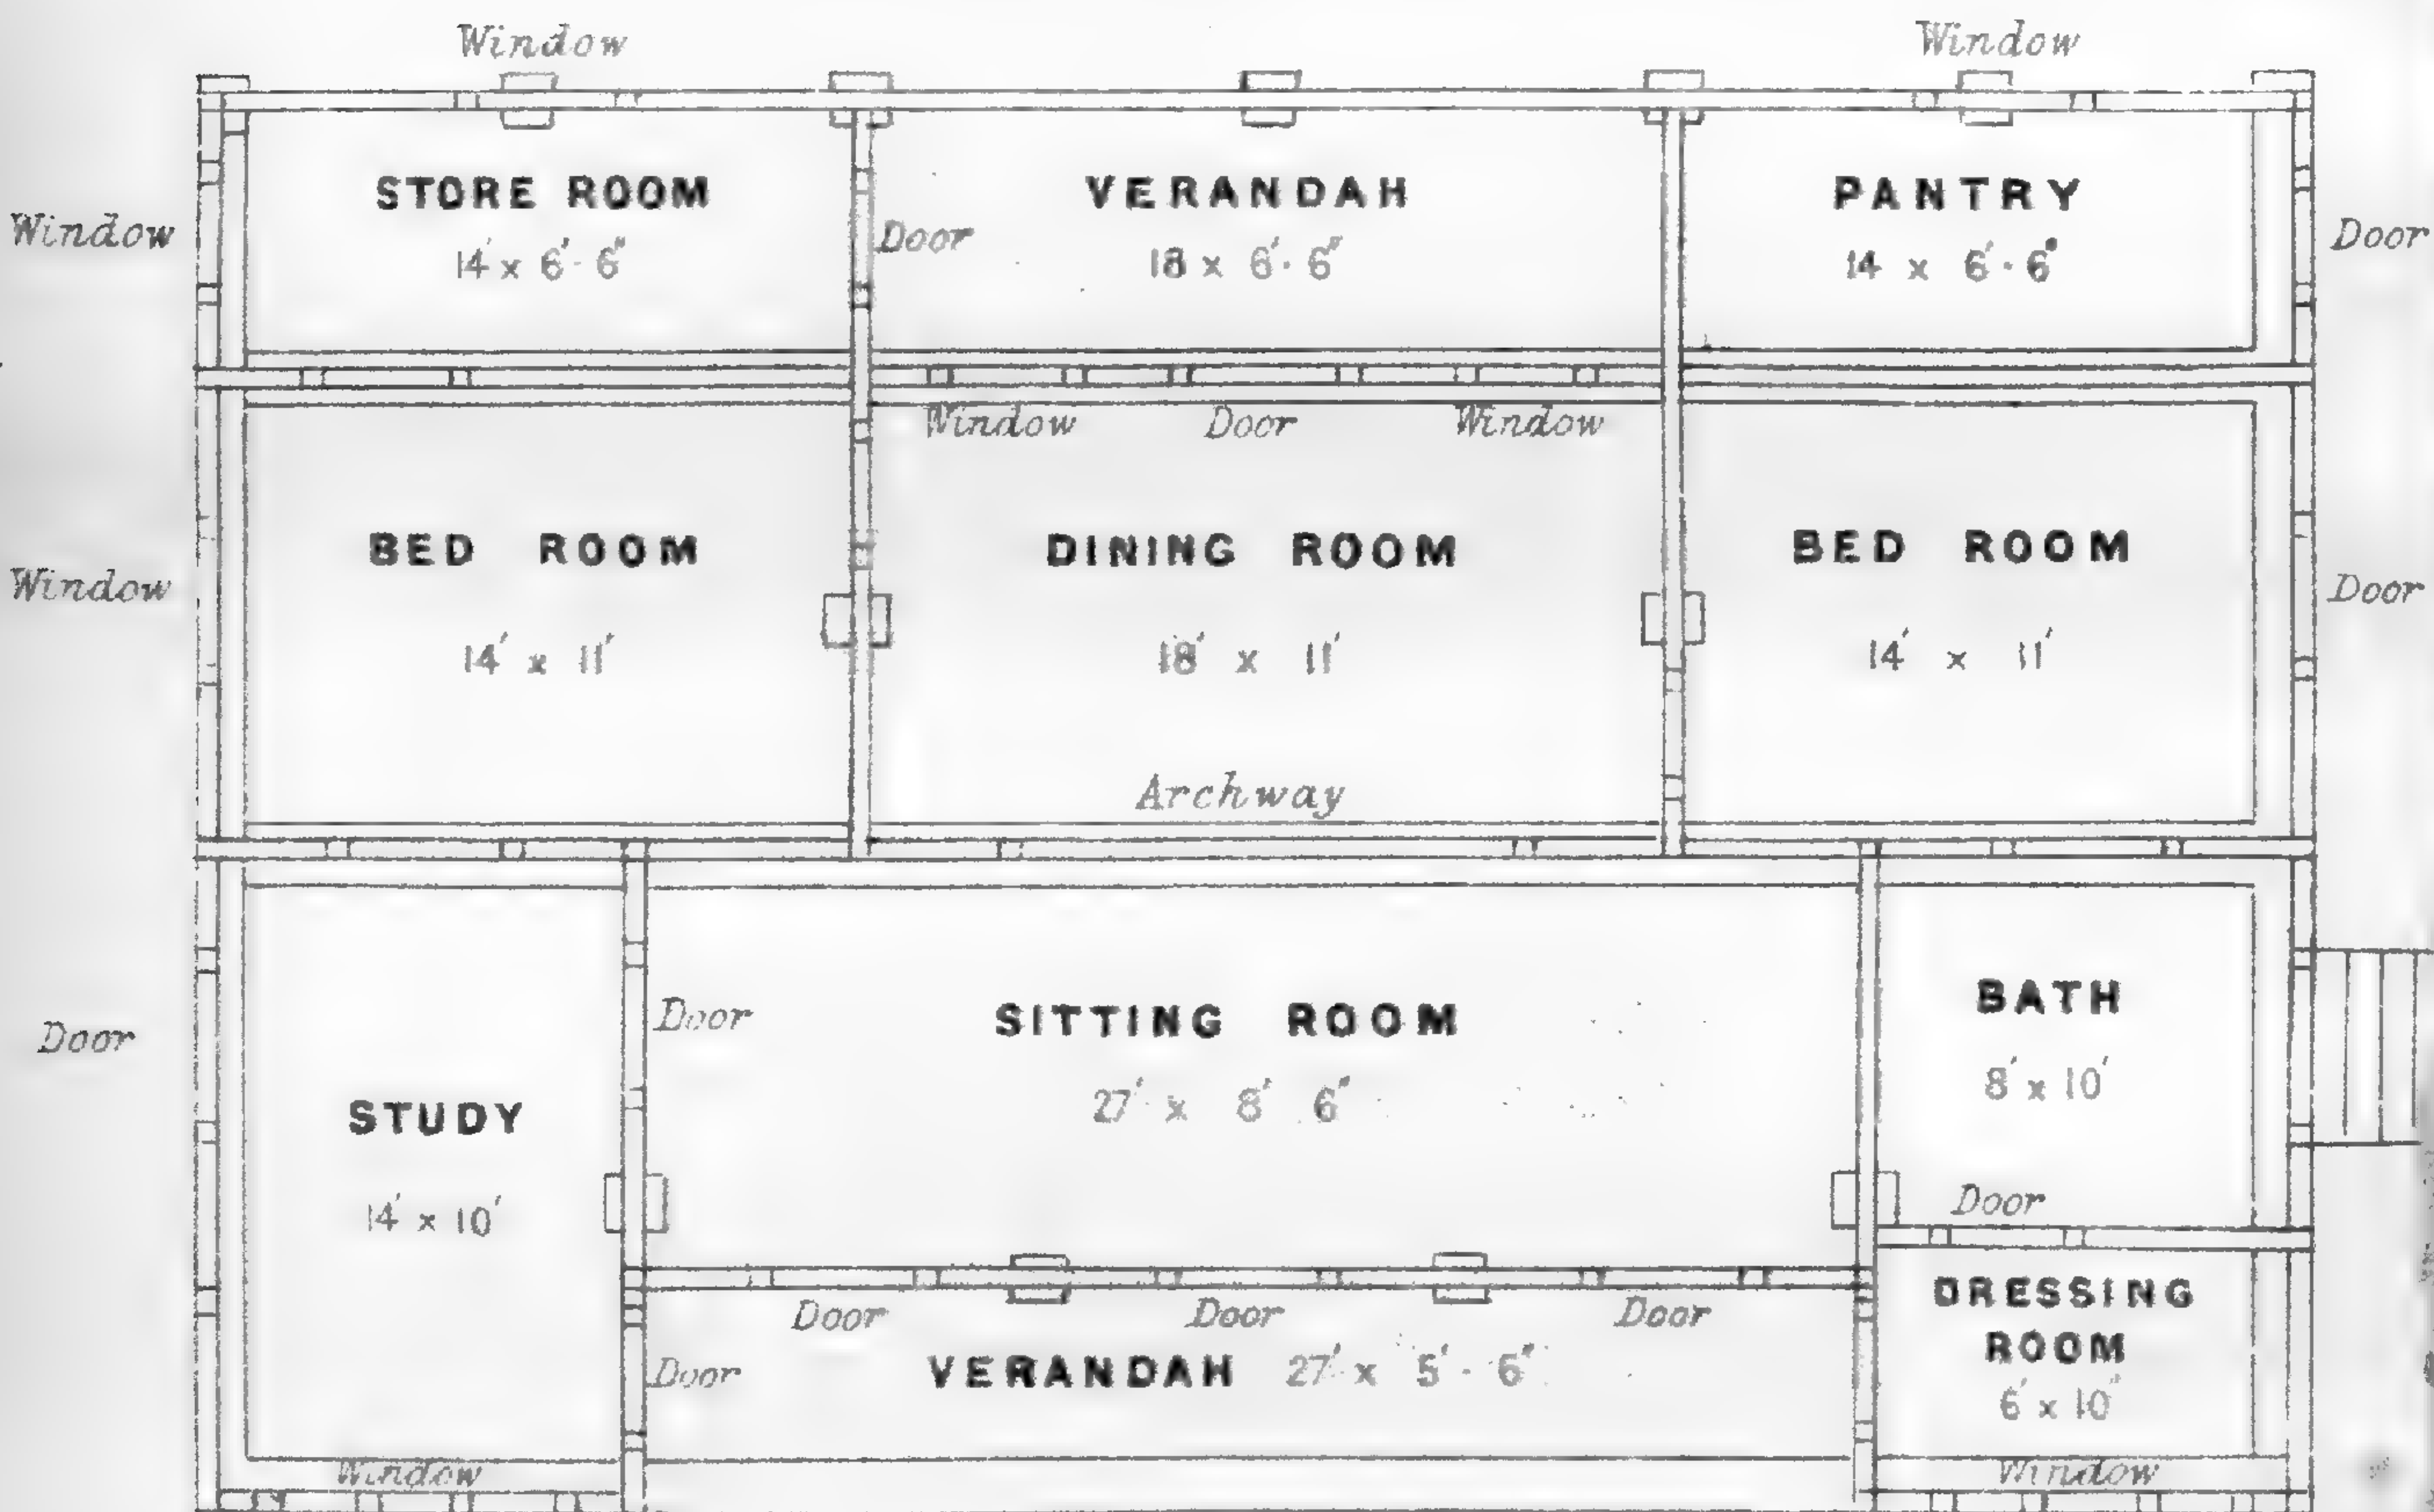 Window
Window
STORE ROOM
14' x 6'·6"
Window
Door
VERANDAH
18 x 6'·6"
PANTRY
14 x 6'·6"
Door
Window
Door
Window
BED ROOM
14' x 11'
Window
DINING ROOM
18' x 11'
Archway
BED ROOM
14' x 11'
Door
Door
STUDY
14' x 10'
Window
Door
SITTING ROOM
27' x 8' 6"
BATH
8' x 10'
Door
Door
Door
Door
Door
VERANDAH 27' x 5'·6"
DRESSING
ROOM
6' x 10'
Window